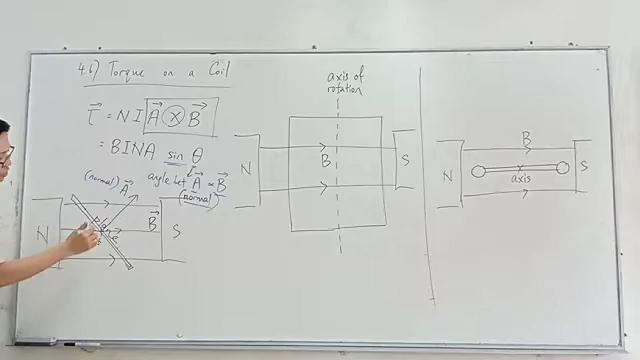 4.6) Torque on a Coil
τ⃗ = N I A⃗ × B⃗
= BINA sin θ
angle bet A⃗ & B⃗
(normal)
(normal) A⃗
N
B⃗
S
axis of
rotation
N
B
S
B
N
S
axis